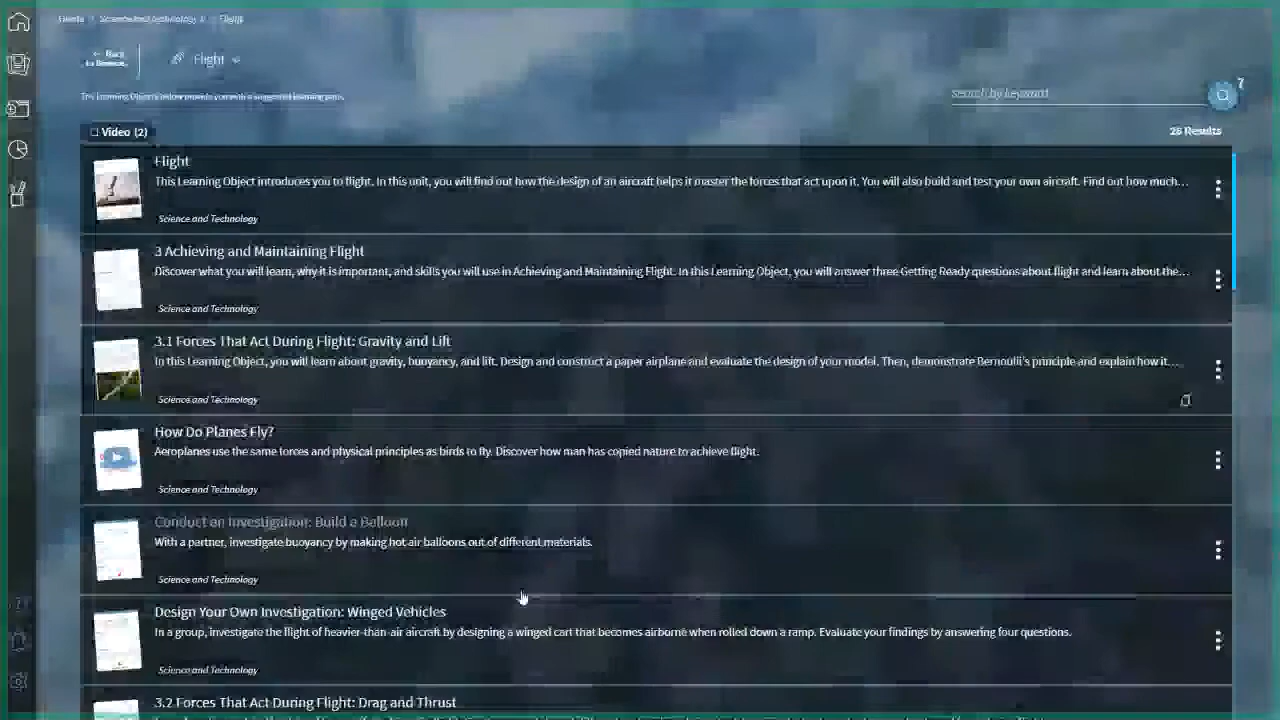 Science and Technology Flight
← Back
to Browse
Flight
search by keyword
?
Video (2)
26 Results
Flight
This Learning Object introduces you to flight. In this unit, you will find out how the design of an aircraft helps it master the forces that act upon it. You will also build and test your own aircraft. Find out how much...
Science and Technology
3 Achieving and Maintaining Flight
Discover what you will learn, why it is important, and skills you will use in Achieving and Maintaining Flight. In this Learning Object, you will answer three Getting Ready questions about flight and learn about the...
Science and Technology
3.1 Forces That Act During Flight: Gravity and Lift
In this Learning Object, you will learn about gravity, buoyancy, and lift. Design and construct a paper airplane and evaluate the design of your model. Then, demonstrate Bernoulli's principle and explain how it...
Science and Technology
How Do Planes Fly?
Aeroplanes use the same forces and physical principles as birds to fly. Discover how man has copied nature to achieve flight.
Science and Technology
Conduct an Investigation: Build a Balloon
With a partner, investigate buoyancy by making hot air balloons out of different materials.
Science and Technology
Design Your Own Investigation: Winged Vehicles
In a group, investigate the flight of heavier-than-air aircraft by designing a winged cart that becomes airborne when rolled down a ramp. Evaluate your findings by answering four questions.
Science and Technology
3.2 Forces That Act During Flight: Drag and Thrust